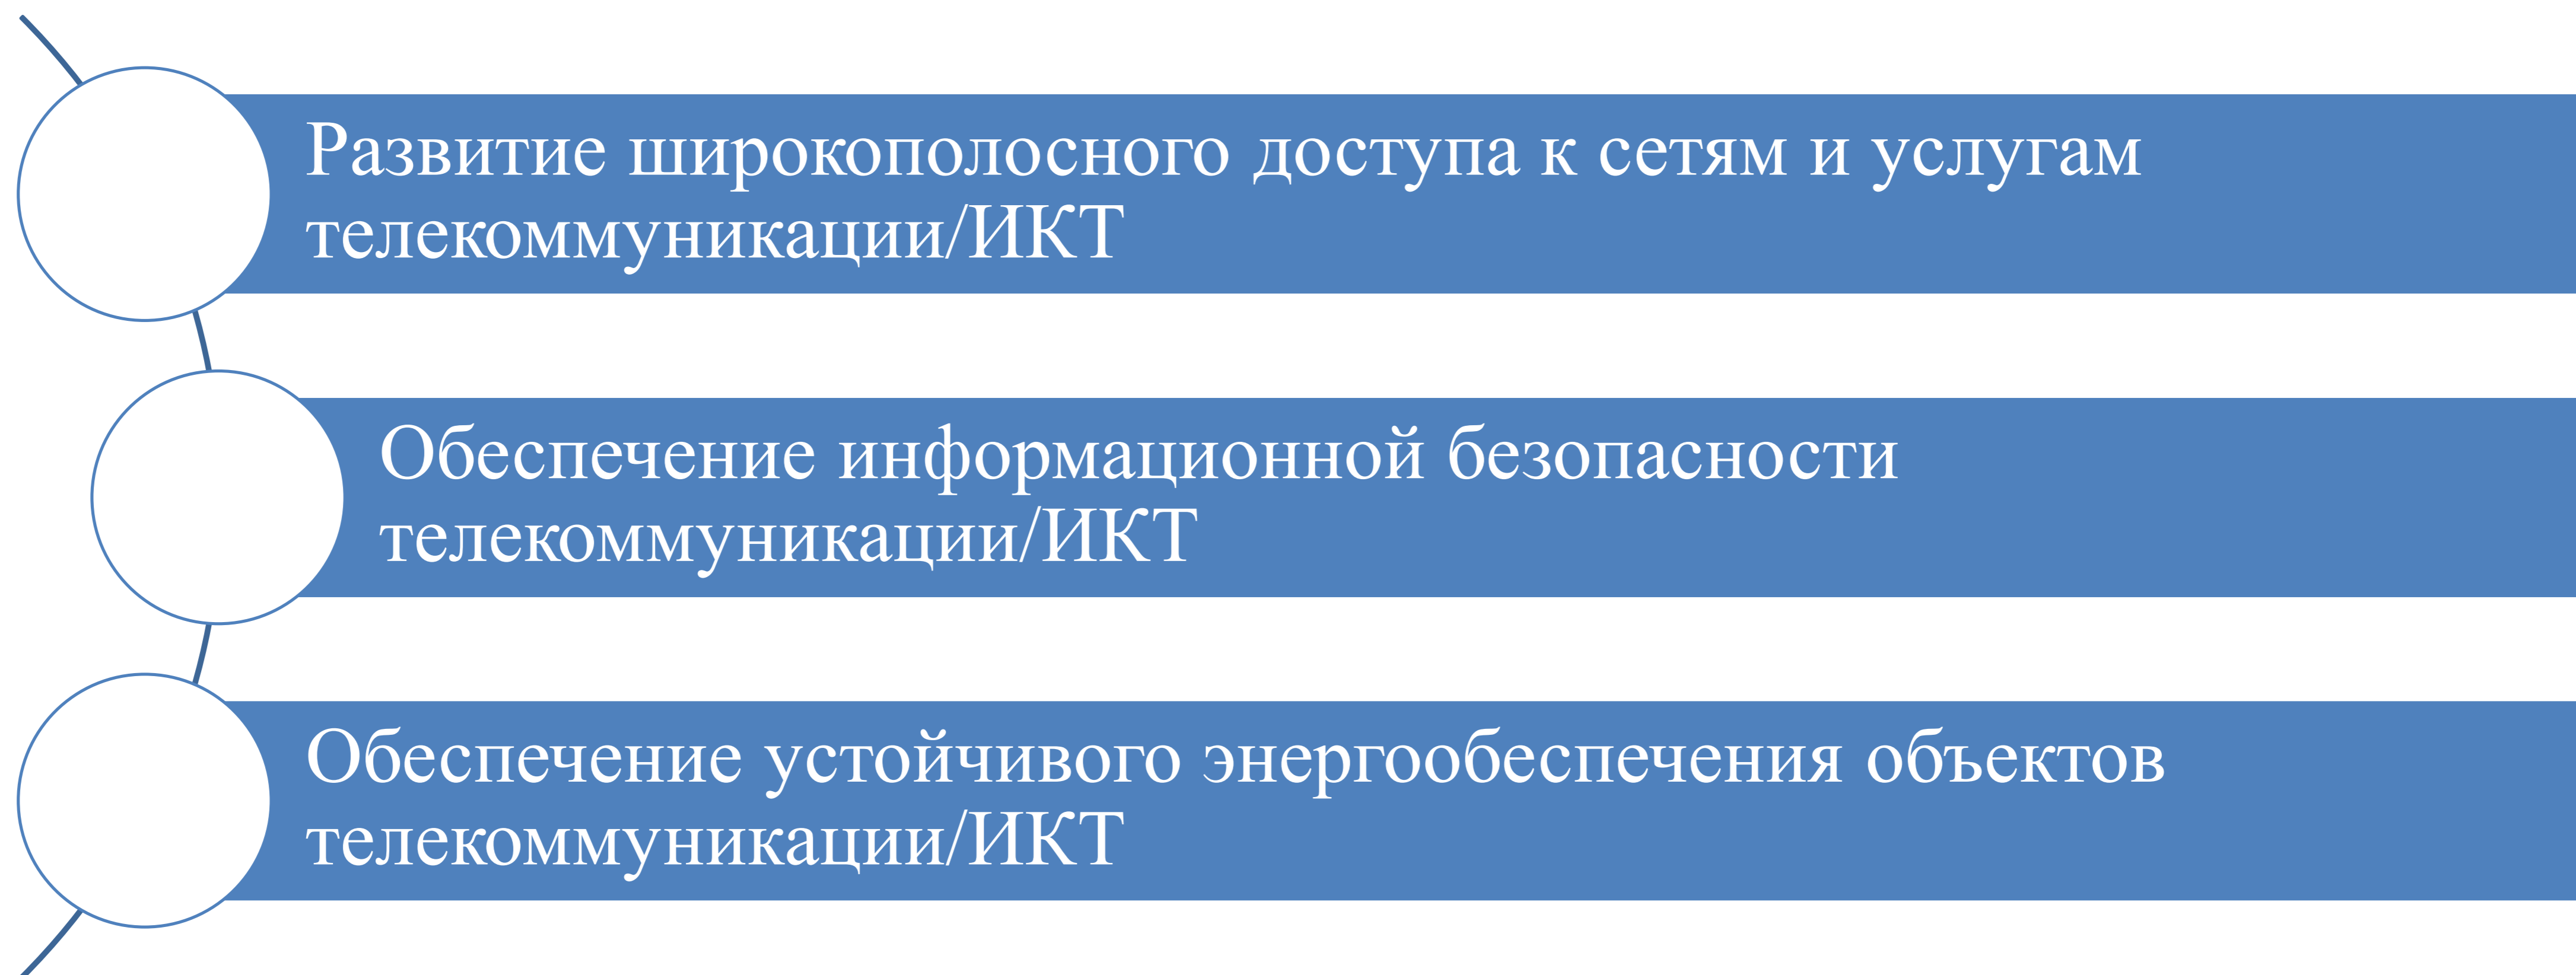 Развитие широкополосного доступа к сетям и услугам
телекоммуникации/ИКТ
Обеспечение информационной безопасности
телекоммуникации/ИКТ
Обеспечение устойчивого энергообеспечения объектов
телекоммуникации/ИКТ